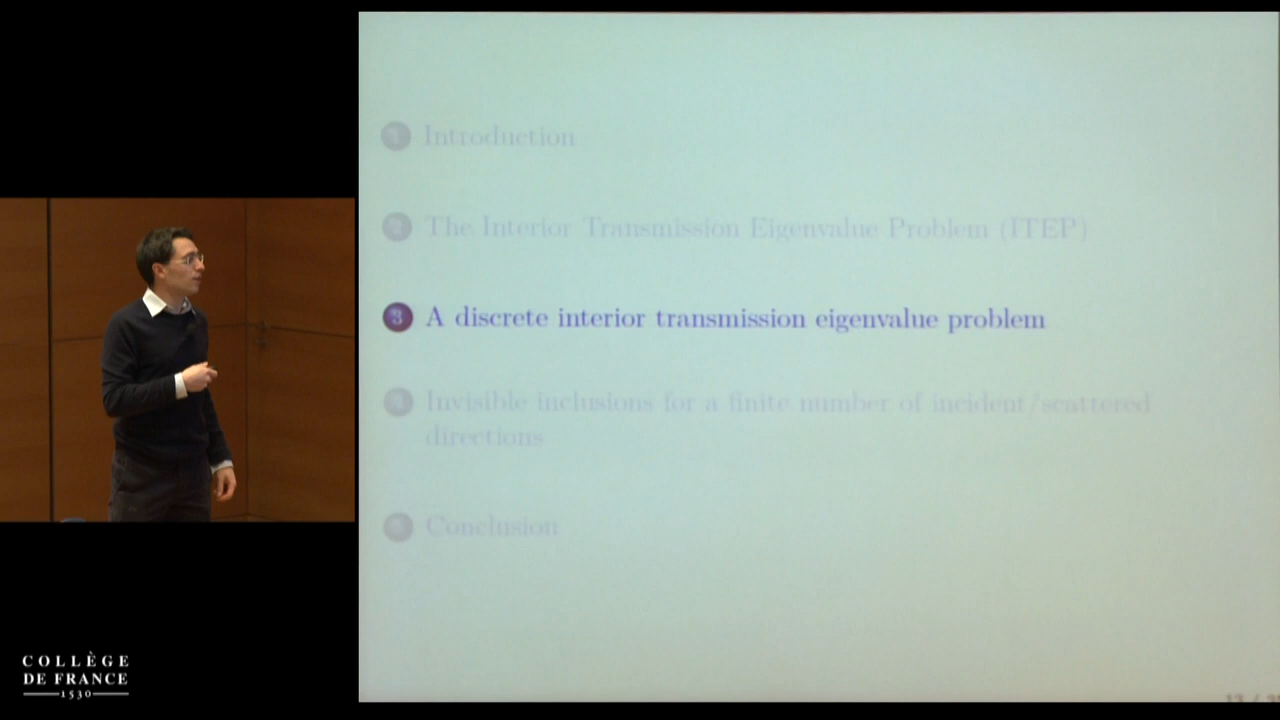 1 Introduction
2 The Interior Transmission Eigenvalue Problem (ITEP)
3 A discrete interior transmission eigenvalue problem
4 Invisible inclusions for a finite number of incident/scattered
directions
5 Conclusion
COLLÈGE
DE FRANCE
1530